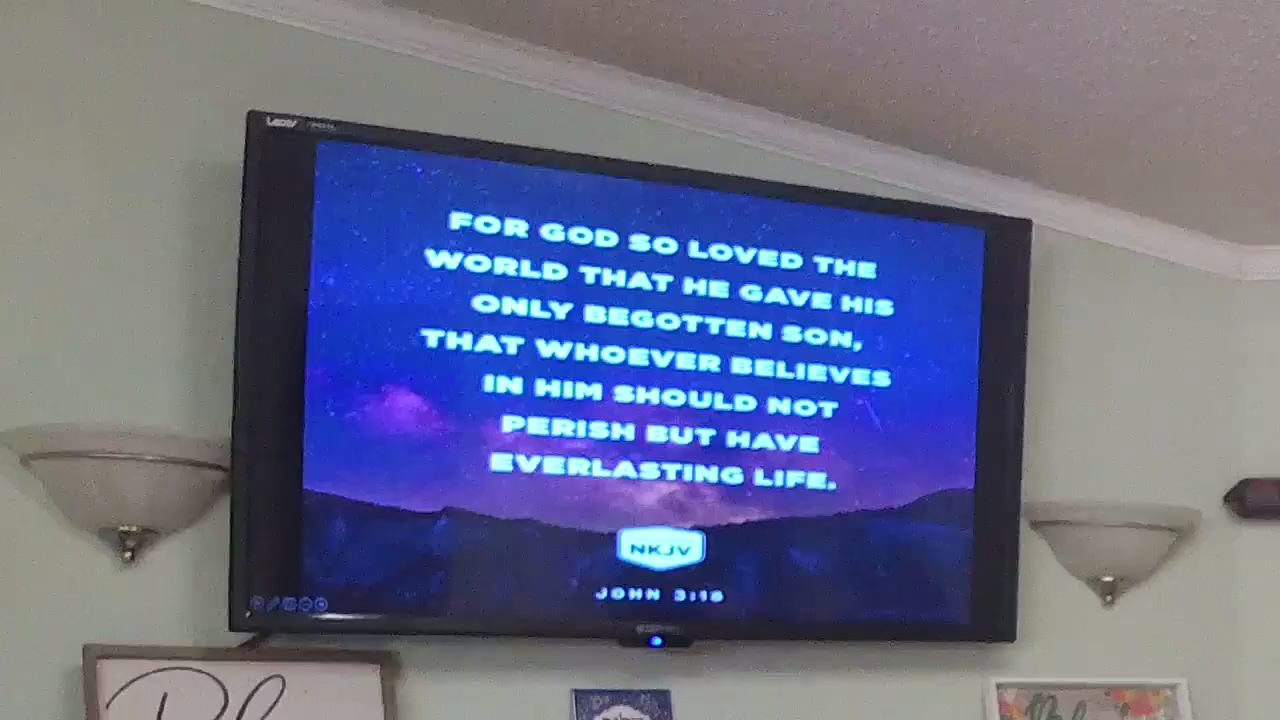 FOR GOD SO LOVED THE
WORLD THAT HE GAVE HIS
ONLY BEGOTTEN SON,
THAT WHOEVER BELIEVES
IN HIM SHOULD NOT
PERISH BUT HAVE
EVERLASTING LIFE.
NKJV
JOHN 3:16